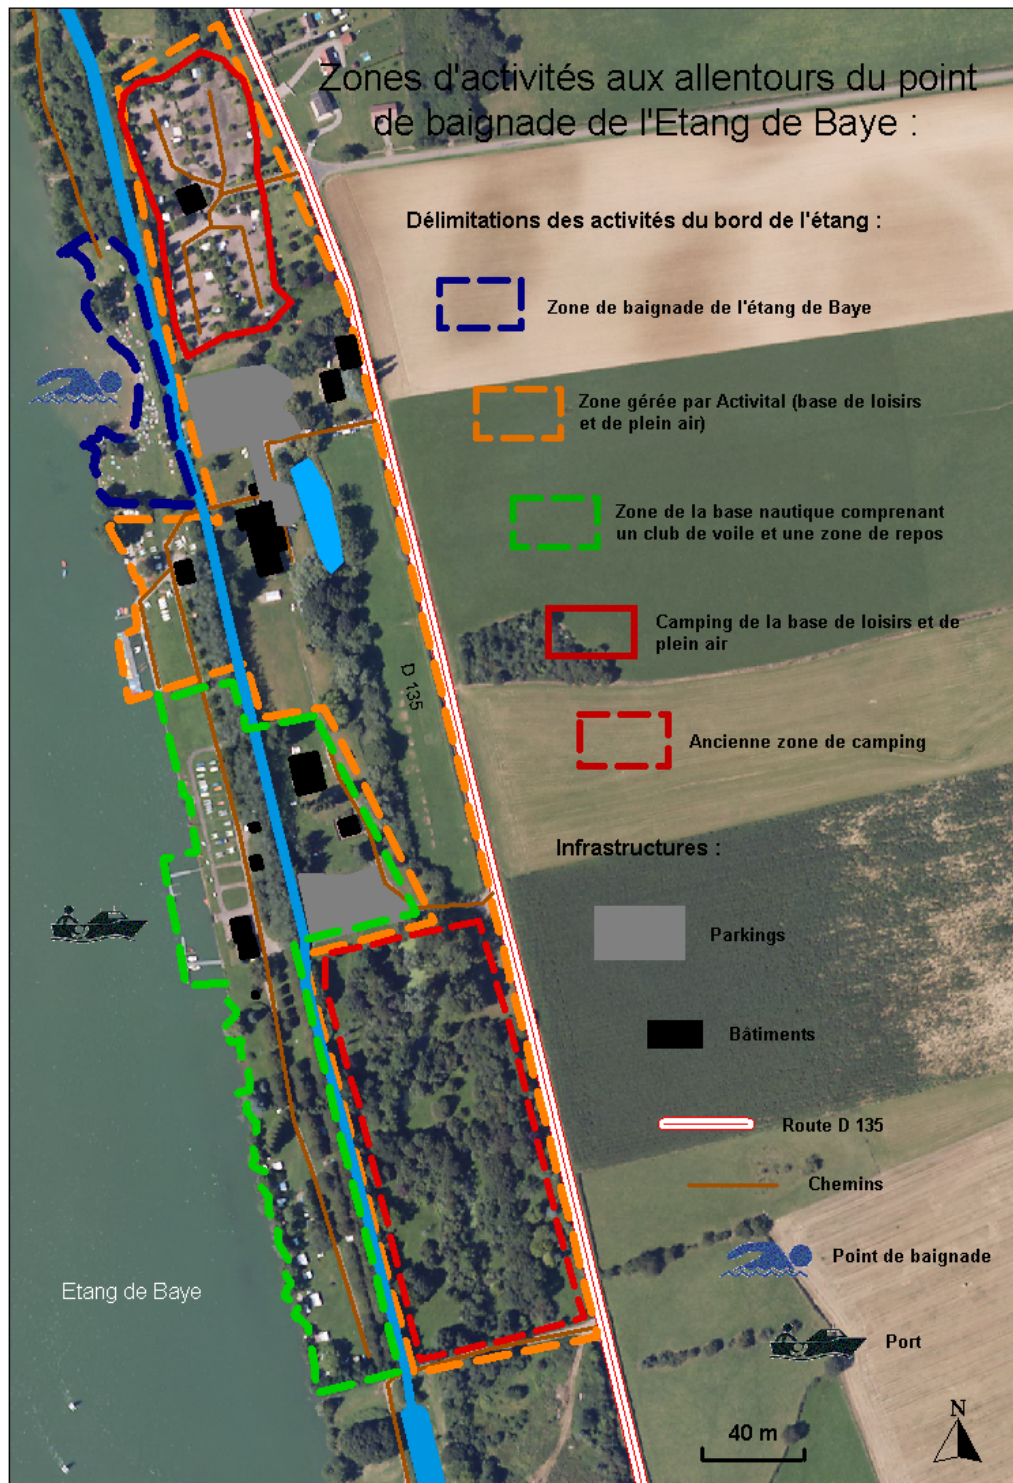 Zones d'activités aux allentours du point
de baignade de l'Etang de Baye :
Délimitations des activités du bord de l'étang :
Zone de baignade de l'étang de Baye
Zone gérée par Activital (base de loisirs
et de plein air)
Zone de la base nautique comprenant
un club de voile et une zone de repos
Camping de la base de loisirs et de
plein air
D 135
Ancienne zone de camping
Infrastructures :
Parkings
Bâtiments
Route D 135
Chemins
Point de baignade
Etang de Baye
Port
N
40 m